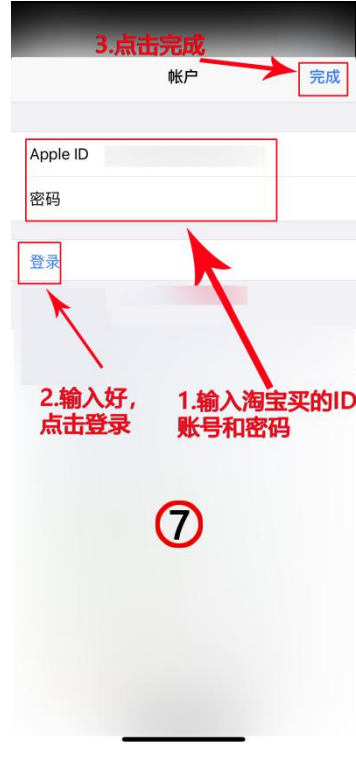 3.点击完成
帐户
完成
Apple ID
密码
登录
2.输入好，
点击登录
1.输入淘宝买的ID
账号和密码
⑦